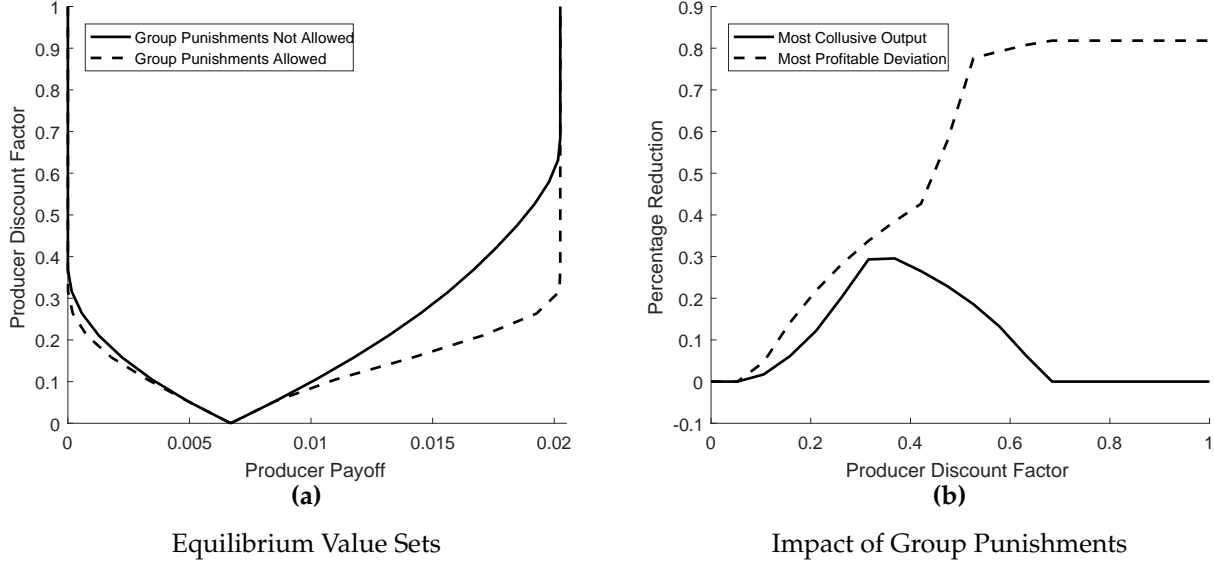 1
0.9
0.8
0.7
0.6
0.5
0.4
0.3
0.2
0.1
0
Producer Discount Factor
Group Punishments Not Allowed
Group Punishments Allowed
0
0.005
0.01
0.015
0.02
Producer Payoff
(a)
Equilibrium Value Sets
0.9
0.8
0.7
0.6
0.5
0.4
0.3
0.2
0.1
0
-0.1
Percentage Reduction
Most Collusive Output
Most Profitable Deviation
0
0.2
0.4
0.6
0.8
1
Producer Discount Factor
(b)
Impact of Group Punishments